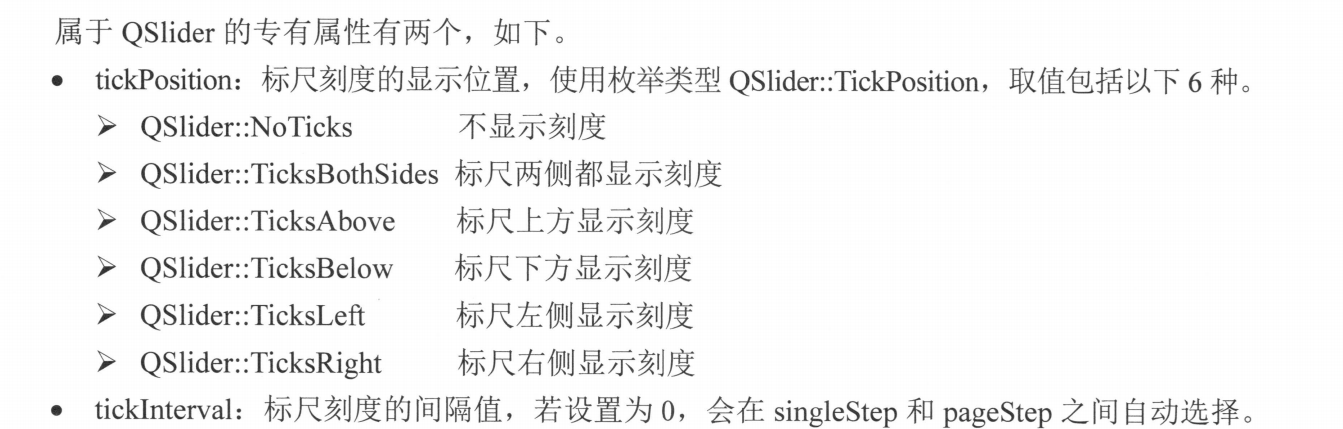 属于 QSlider 的专有属性有两个，如下。
• tickPosition：标尺刻度的显示位置，使用枚举类型 QSlider::TickPosition，取值包括以下 6 种。
➢ QSlider::NoTicks 不显示刻度
➢ QSlider::TicksBothSides 标尺两侧都显示刻度
➢ QSlider::TicksAbove 标尺上方显示刻度
➢ QSlider::TicksBelow 标尺下方显示刻度
➢ QSlider::TicksLeft 标尺左侧显示刻度
➢ QSlider::TicksRight 标尺右侧显示刻度
• tickInterval：标尺刻度的间隔值，若设置为 0，会在 singleStep 和 pageStep 之间自动选择。